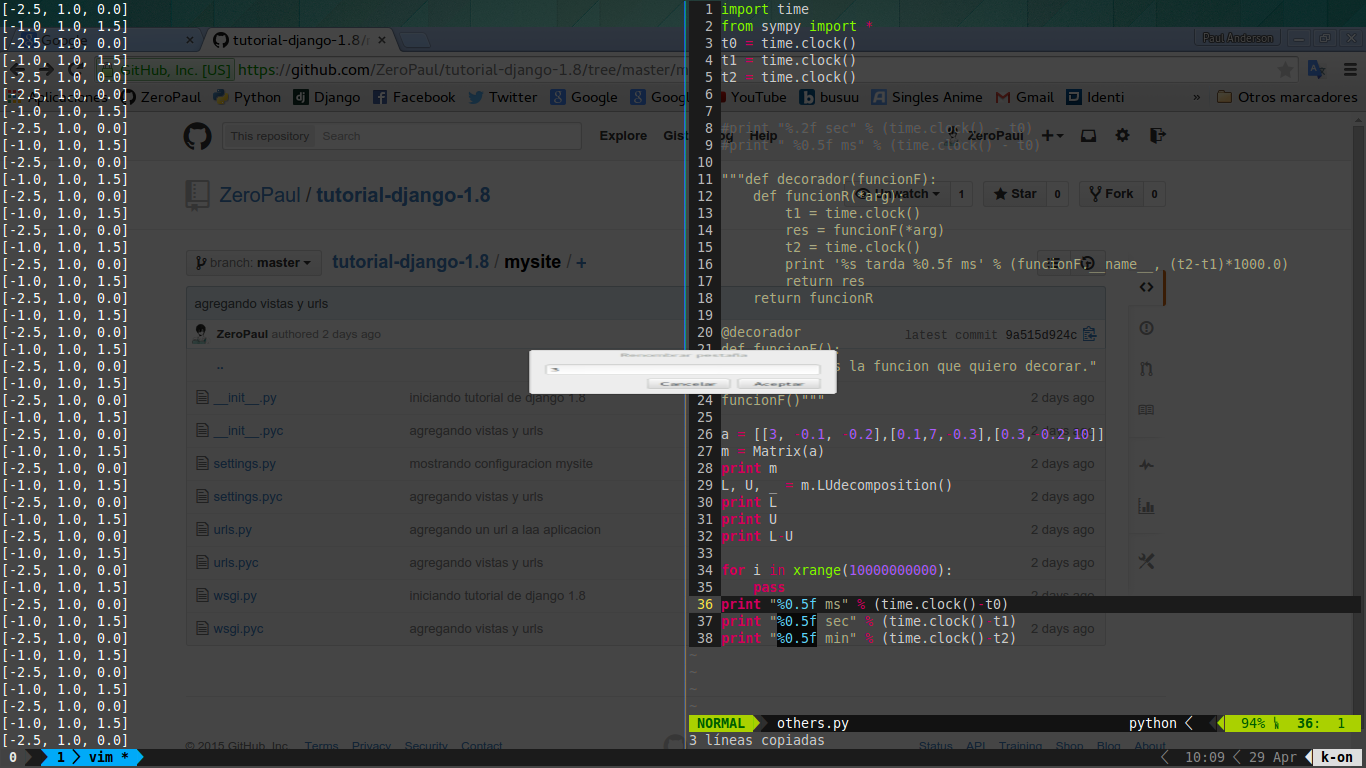 [-2.5, 1.0, 0.0]
[-1.0, 1.0, 1.5]
[-2.5, 1.0, 0.0]
[-1.0, 1.0, 1.5]
[-2.5, 1.0, 0.0]
[-1.0, 1.0, 1.5]
[-1.0, 1.0, 1.5]
[-2.5, 1.0, 0.0]
[-1.0, 1.0, 1.5]
[-2.5, 1.0, 0.0]
[-1.0, 1.0, 1.5]
[-2.5, 1.0, 0.0]
[-1.0, 1.0, 1.5]
[-2.5, 1.0, 0.0]
[-1.0, 1.0, 1.5]
[-2.5, 1.0, 0.0]
[-1.0, 1.0, 1.5]
[-2.5, 1.0, 0.0]
[-1.0, 1.0, 1.5]
[-2.5, 1.0, 0.0]
[-1.0, 1.0, 1.5]
[-2.5, 1.0, 0.0]
[-1.0, 1.0, 1.5]
[-2.5, 1.0, 0.0]
[-1.0, 1.0, 1.5]
[-2.5, 1.0, 0.0]
[-1.0, 1.0, 1.5]
[-2.5, 1.0, 0.0]
[-1.0, 1.0, 1.5]
[-2.5, 1.0, 0.0]
[-1.0, 1.0, 1.5]
[-2.5, 1.0, 0.0]
[-1.0, 1.0, 1.5]
[-2.5, 1.0, 0.0]
[-1.0, 1.0, 1.5]
[-2.5, 1.0, 0.0]
[-1.0, 1.0, 1.5]
[-2.5, 1.0, 0.0]
[-1.0, 1.0, 1.5]
[-2.5, 1.0, 0.0]
[-1.0, 1.0, 1.5]
[-2.5, 1.0, 0.0]
[-1.0, 1.0, 1.5]
[-2.5, 1.0, 0.0]
tutorial-django-1.8/
Paul Anderson
GitHub, Inc. [US] https://github.com/ZeroPaul/tutorial-django-1.8/tree/master/m
ZeroPaul Python Django Facebook Twitter Google YouTube busuu Singles Anime Gmail Identi » Otros marcadores
This repository Search Explore Help ZeroPaul
ZeroPaul / tutorial-django-1.8
Unwatch 1 Star 0 Fork 0
branch: master tutorial-django-1.8 / mysite / +
agregando vistas y urls
ZeroPaul authored 2 days ago latest commit 9a515d924c
..
__init__.py iniciando tutorial de django 1.8 2 days ago
__init__.pyc agregando vistas y urls 2 days ago
settings.py mostrando configuracion mysite 2 days ago
settings.pyc agregando vistas y urls 2 days ago
urls.py agregando un url a laa aplicacion 2 days ago
urls.pyc agregando vistas y urls 2 days ago
wsgi.py iniciando tutorial de django 1.8 2 days ago
wsgi.pyc agregando vistas y urls 2 days ago
© 2015 GitHub, Inc. Terms Privacy Security Contact Status API Training Shop Blog About
Renombrar pestaña
Cancelar Aceptar
1 import time
2 from sympy import *
3 t0 = time.clock()
4 t1 = time.clock()
5 t2 = time.clock()
6
7
8 #print "%.2f sec" % (time.clock() - t0)
9 #print " %0.5f ms" % (time.clock() - t0)
10
11 """def decorador(funcionF):
12 def funcionR(*arg):
13 t1 = time.clock()
14 res = funcionF(*arg)
15 t2 = time.clock()
16 print '%s tarda %0.5f ms' % (funcionF.__name__, (t2-t1)*1000.0)
17 return res
18 return funcionR
19
20 @decorador
21 def funcionF():
la funcion que quiero decorar."
24 funcionF()"""
25
26 a = [[3, -0.1, -0.2],[0.1,7,-0.3],[0.3,-0.2,10]]
27 m = Matrix(a)
28 print m
29 L, U, _ = m.LUdecomposition()
30 print L
31 print U
32 print L-U
33
34 for i in xrange(10000000000):
35 pass
36 print "%0.5f ms" % (time.clock()-t0)
37 print "%0.5f sec" % (time.clock()-t1)
38 print "%0.5f min" % (time.clock()-t2)
~
~
~
~
NORMAL others.py python 94% 36: 1
3 líneas copiadas
0 1 vim * 10:09 29 Apr k-on